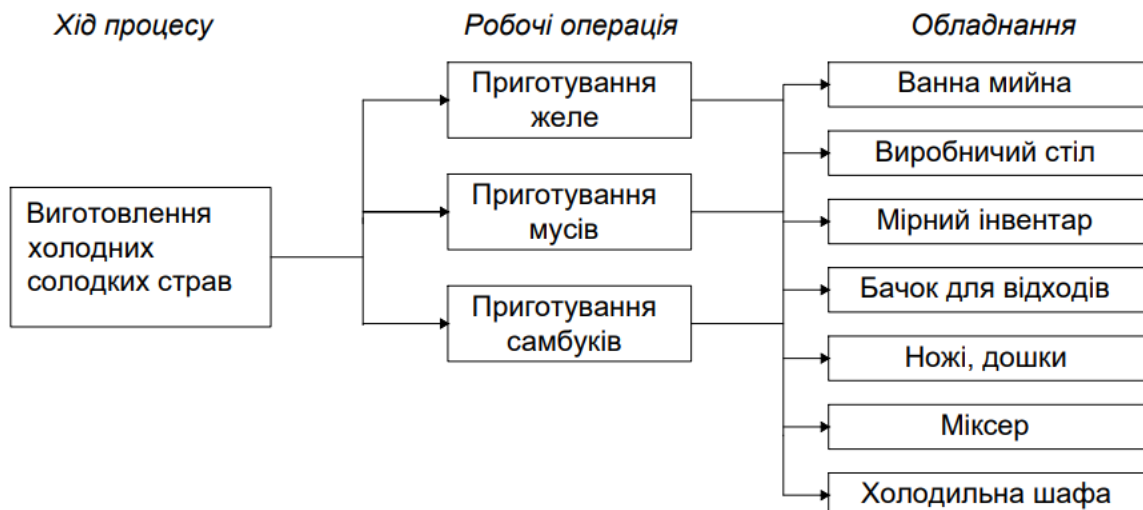 Хід процесу
Робочі операція
Обладнання
Виготовлення
холодних
солодких страв
Приготування
желе
Приготування
мусів
Приготування
самбуків
Ванна мийна
Виробничий стіл
Мірний інвентар
Бачок для відходів
Ножі, дошки
Міксер
Холодильна шафа